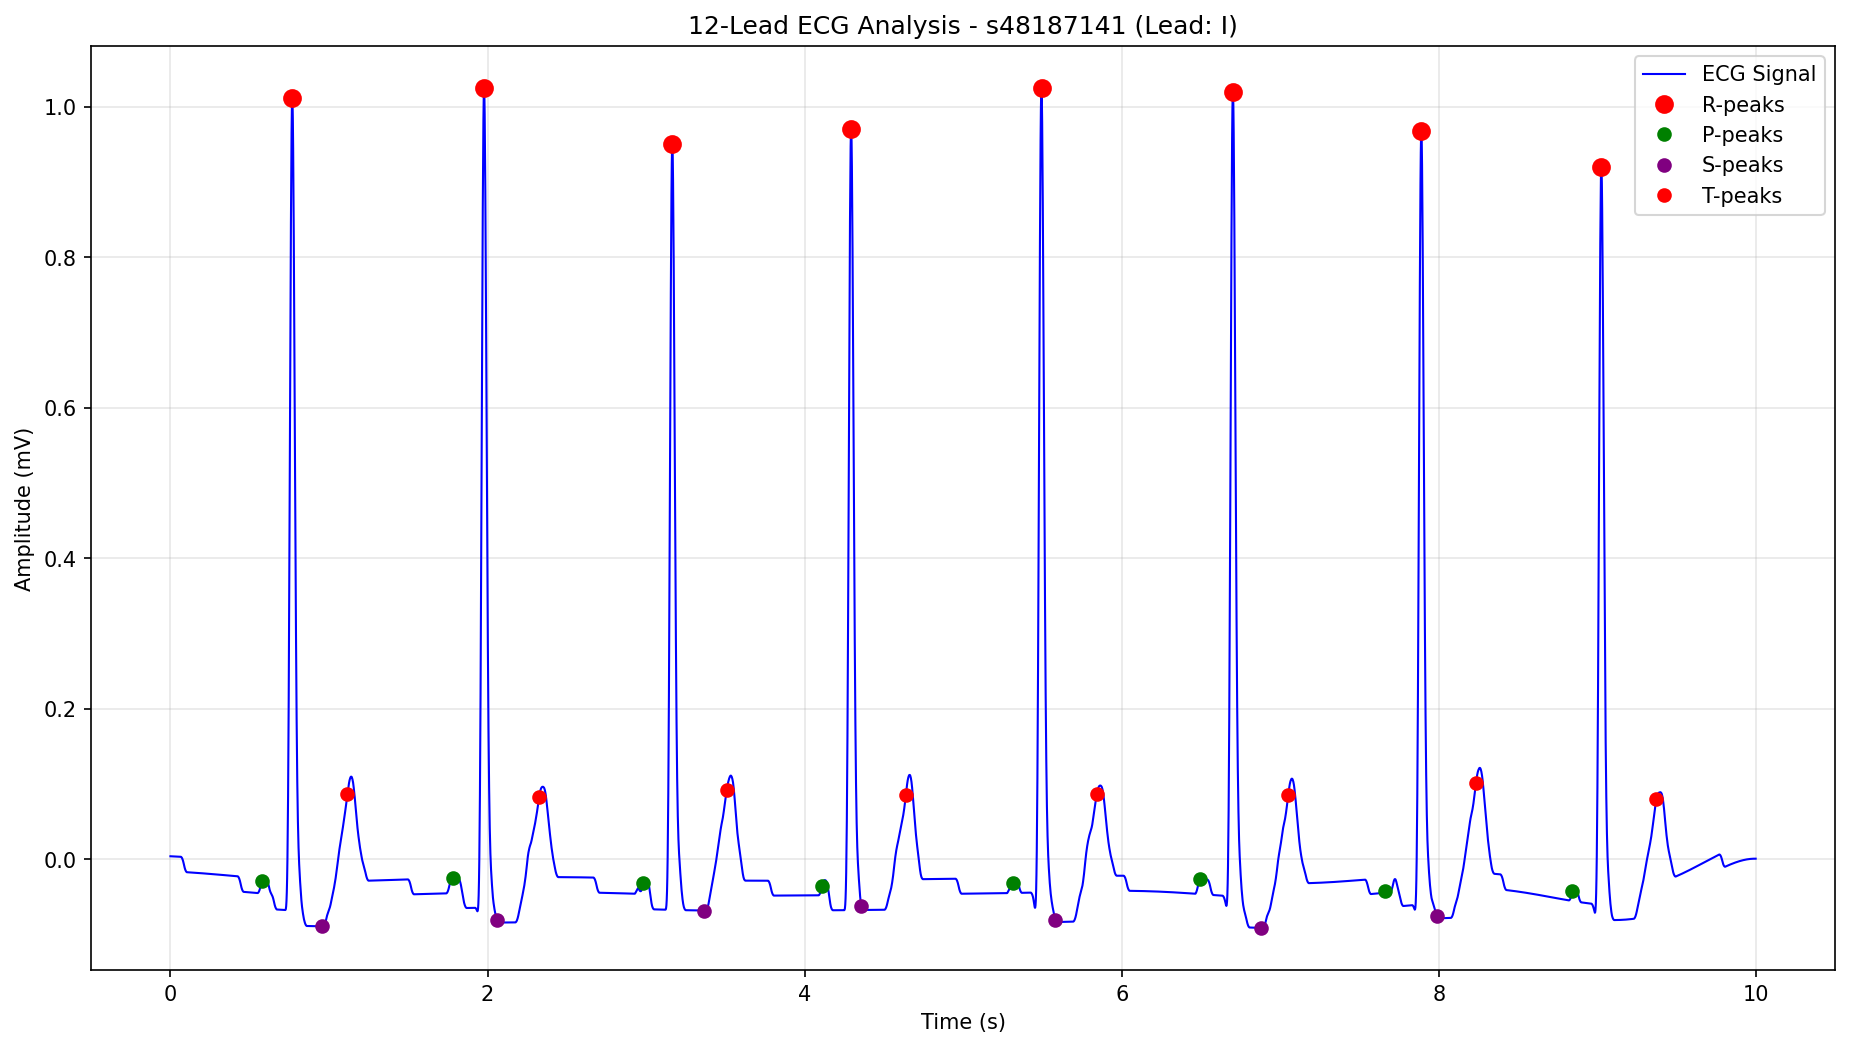 12-Lead ECG Analysis - s48187141 (Lead: I)
ECG Signal
R-peaks
P-peaks
S-peaks
T-peaks
Amplitude (mV)
1.0
0.8
0.6
0.4
0.2
0.0
0 2 4 6 8 10
Time (s)